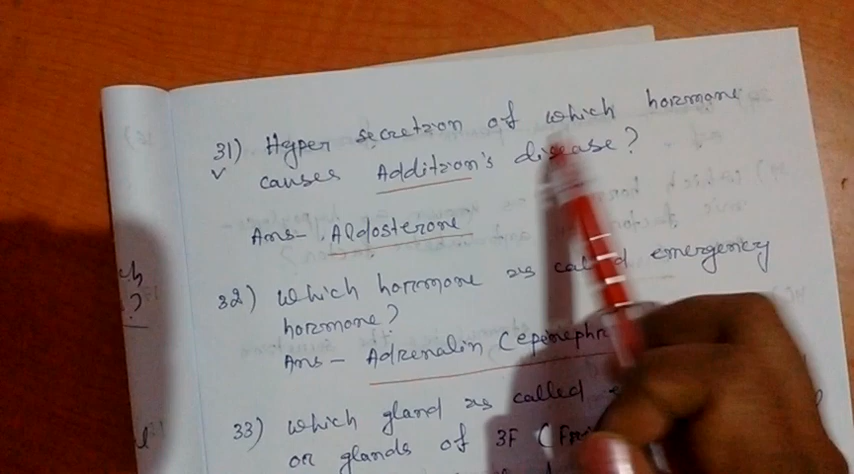 31) Hyper secretion of which hormone
causes Addition's disease?
Ans- Aldosterone
32) Which hormone is called emergency
hormone?
Ans - Adrenalin (epinephr
33) Which gland is called
or glands of 3F (